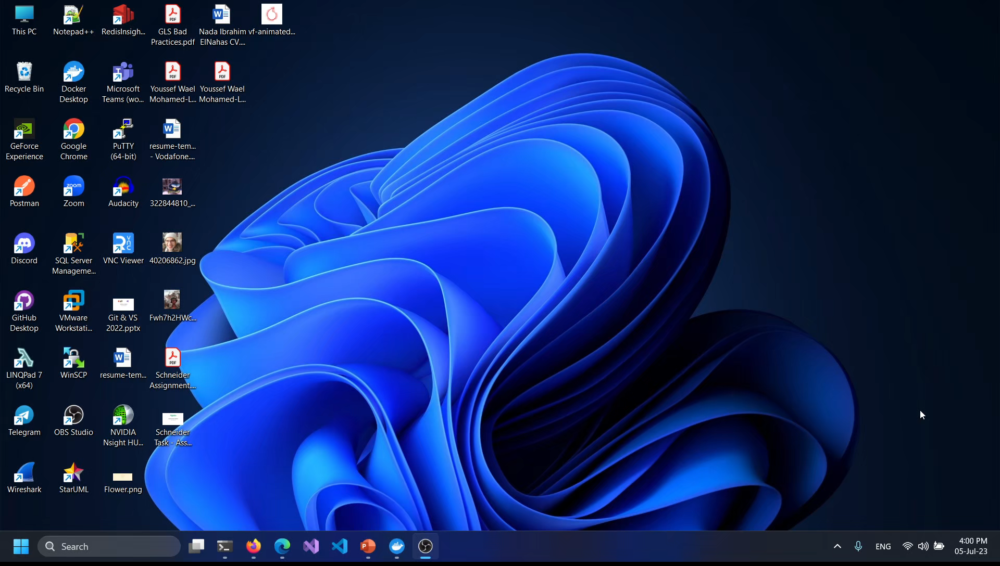 This PC
Notepad++
RedisInsigh...
GLS Bad
Practices.pdf
Nada Ibrahim
ElNahas CV....
vf-animated...
Recycle Bin
Docker
Desktop
Microsoft
Teams (wo...
Youssef Wael
Mohamed-L...
Youssef Wael
Mohamed-L...
GeForce
Experience
Google
Chrome
PuTTY
(64-bit)
resume-tem...
- Vodafone....
Postman
Zoom
Audacity
322844810_...
Discord
SQL Server
Manageme...
VNC Viewer
40206862.jpg
GitHub
Desktop
VMware
Workstati...
Git & VS
2022.pptx
Fwh7h2HWc...
LINQPad 7
(x64)
WinSCP
resume-tem...
Schneider
Assignment....
Telegram
OBS Studio
NVIDIA
Nsight HU...
Schneider
Task - Ass...
Wireshark
StarUML
Flower.png
Search
ENG
4:00 PM
05-Jul-23